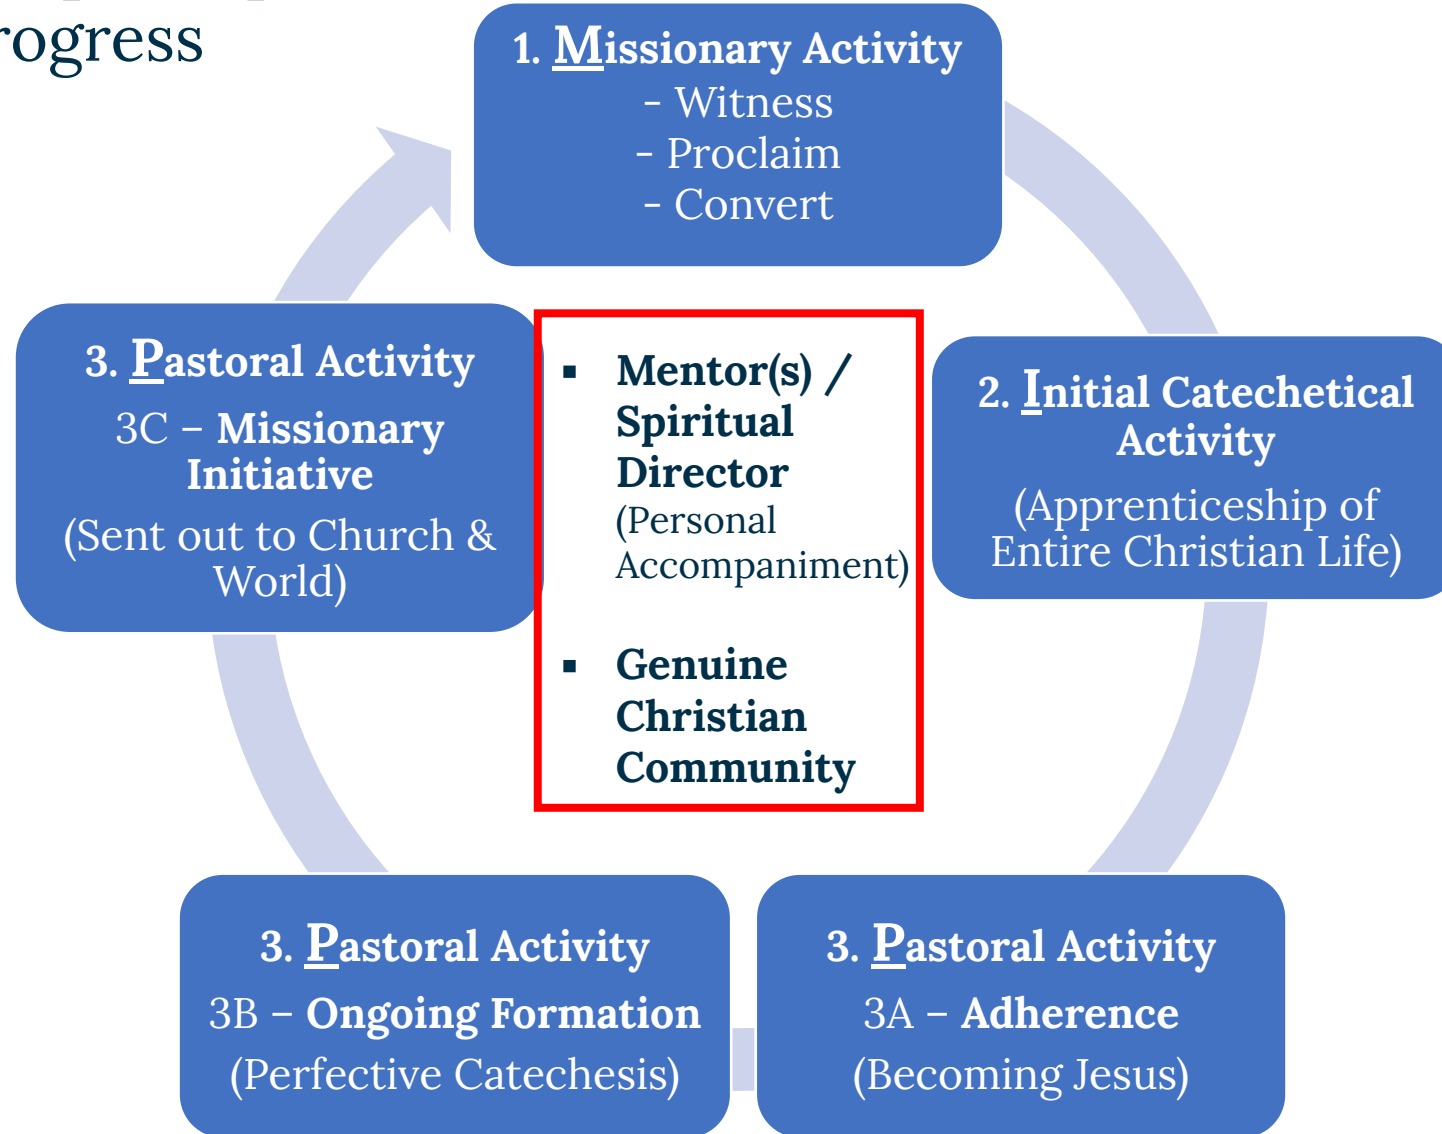 rogress
1. Missionary Activity
- Witness
- Proclaim
- Convert
3. Pastoral Activity
3C – Missionary
Initiative
(Sent out to Church &
World)
▪ Mentor(s) /
Spiritual
Director
(Personal
Accompaniment)
▪ Genuine
Christian
Community
2. Initial Catechetical
Activity
(Apprenticeship of
Entire Christian Life)
3. Pastoral Activity
3B – Ongoing Formation
(Perfective Catechesis)
3. Pastoral Activity
3A – Adherence
(Becoming Jesus)